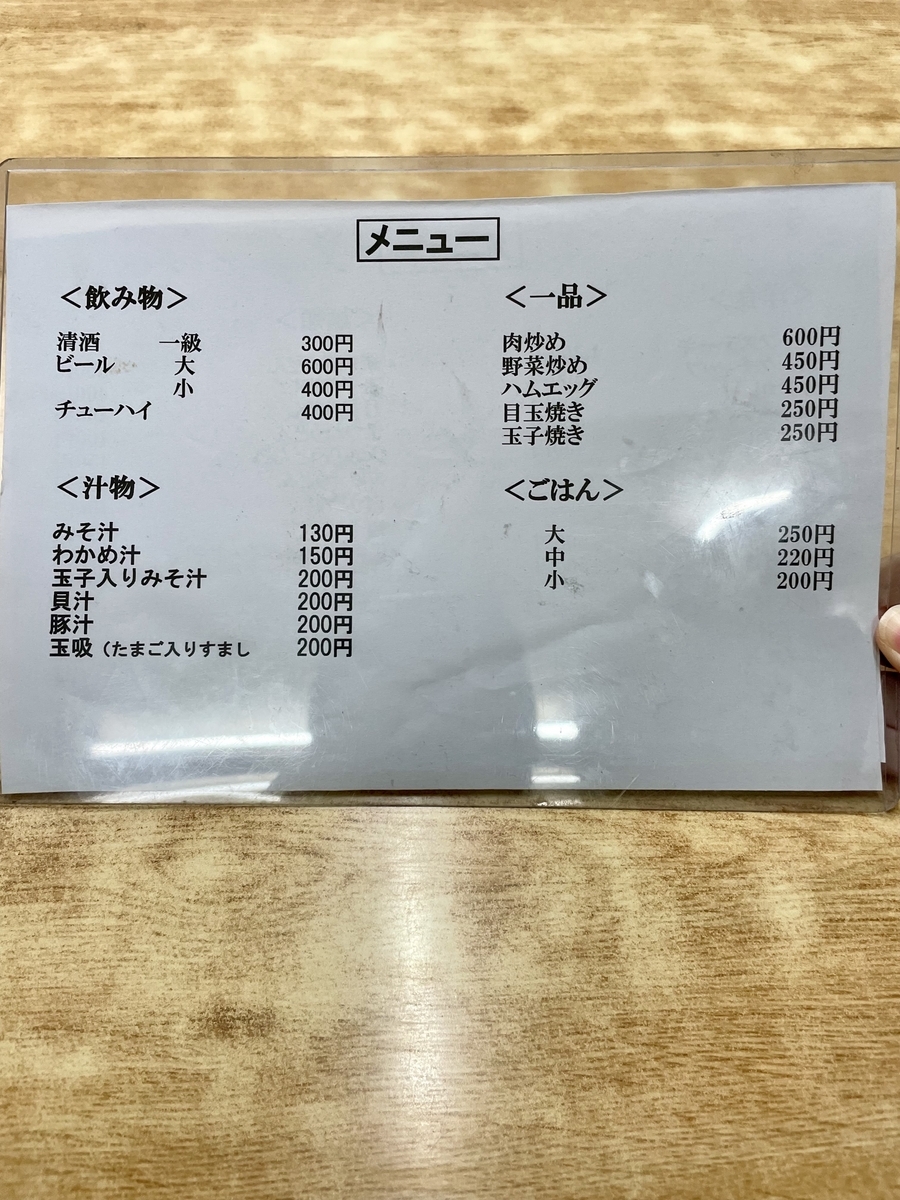 メニュー
＜飲み物＞
清酒 一級 300円
ビール 大 600円
小 400円
チューハイ 400円
＜汁物＞
みそ汁 130円
わかめ汁 150円
玉子入りみそ汁 200円
貝汁 200円
豚汁 200円
玉吸（たまご入りすまし 200円
＜一品＞
肉炒め 600円
野菜炒め 450円
ハムエッグ 450円
目玉焼き 250円
玉子焼き 250円
＜ごはん＞
大 250円
中 220円
小 200円